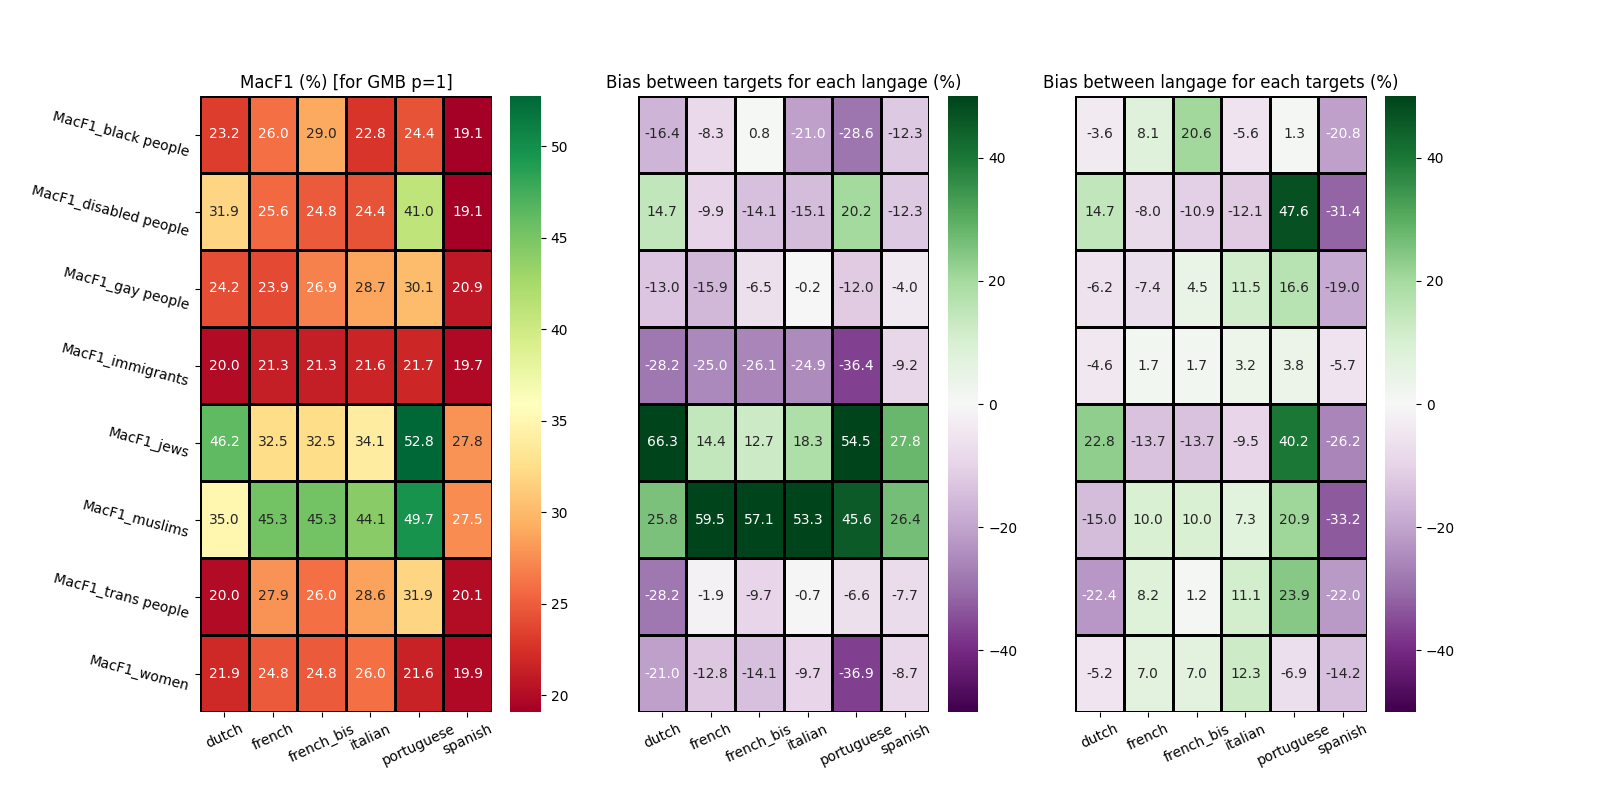 MacF1 (%) [for GMB p=1]
Bias between targets for each langage (%)
Bias between langage for each targets (%)
MacF1_black people 23.2 26.0 29.0 22.8 24.4 19.1 -16.4 -8.3 0.8 -21.0 -28.6 -12.3 -3.6 8.1 20.6 -5.6 1.3 -20.8
MacF1_disabled people 31.9 25.6 24.8 24.4 41.0 19.1 14.7 -9.9 -14.1 -15.1 20.2 -12.3 14.7 -8.0 -10.9 -12.1 47.6 -31.4
MacF1_gay people 24.2 23.9 26.9 28.7 30.1 20.9 -13.0 -15.9 -6.5 -0.2 -12.0 -4.0 -6.2 -7.4 4.5 11.5 16.6 -19.0
MacF1_immigrants 20.0 21.3 21.3 21.6 21.7 19.7 -28.2 -25.0 -26.1 -24.9 -36.4 -9.2 -4.6 1.7 1.7 3.2 3.8 -5.7
MacF1_jews 46.2 32.5 32.5 34.1 52.8 27.8 66.3 14.4 12.7 18.3 54.5 27.8 22.8 -13.7 -13.7 -9.5 40.2 -26.2
MacF1_muslims 35.0 45.3 45.3 44.1 49.7 27.5 25.8 59.5 57.1 53.3 45.6 26.4 -15.0 10.0 10.0 7.3 20.9 -33.2
MacF1_trans people 20.0 27.9 26.0 28.6 31.9 20.1 -28.2 -1.9 -9.7 -0.7 -6.6 -7.7 -22.4 8.2 1.2 11.1 23.9 -22.0
MacF1_women 21.9 24.8 24.8 26.0 21.6 19.9 -21.0 -12.8 -14.1 -9.7 -36.9 -8.7 -5.2 7.0 7.0 12.3 -6.9 -14.2
dutch french french_bis italian portuguese spanish
dutch french french_bis italian portuguese spanish
dutch french french_bis italian portuguese spanish
50
45
40
35
30
25
20
40
20
0
−20
−40
40
20
0
−20
−40